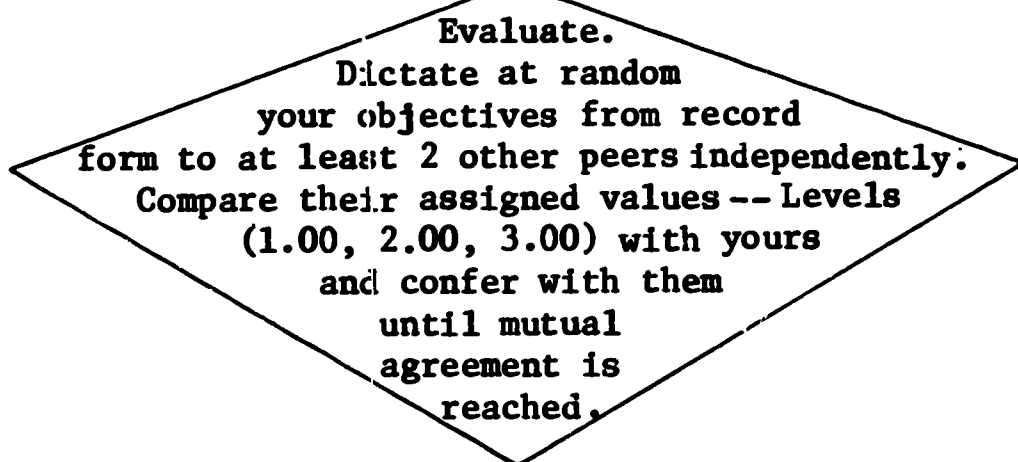 Evaluate.
Dictate at random
your objectives from record
form to at least 2 other peers independently.
Compare their assigned values -- Levels
(1.00, 2.00, 3.00) with yours
and confer with them
until mutual
agreement is
reached.